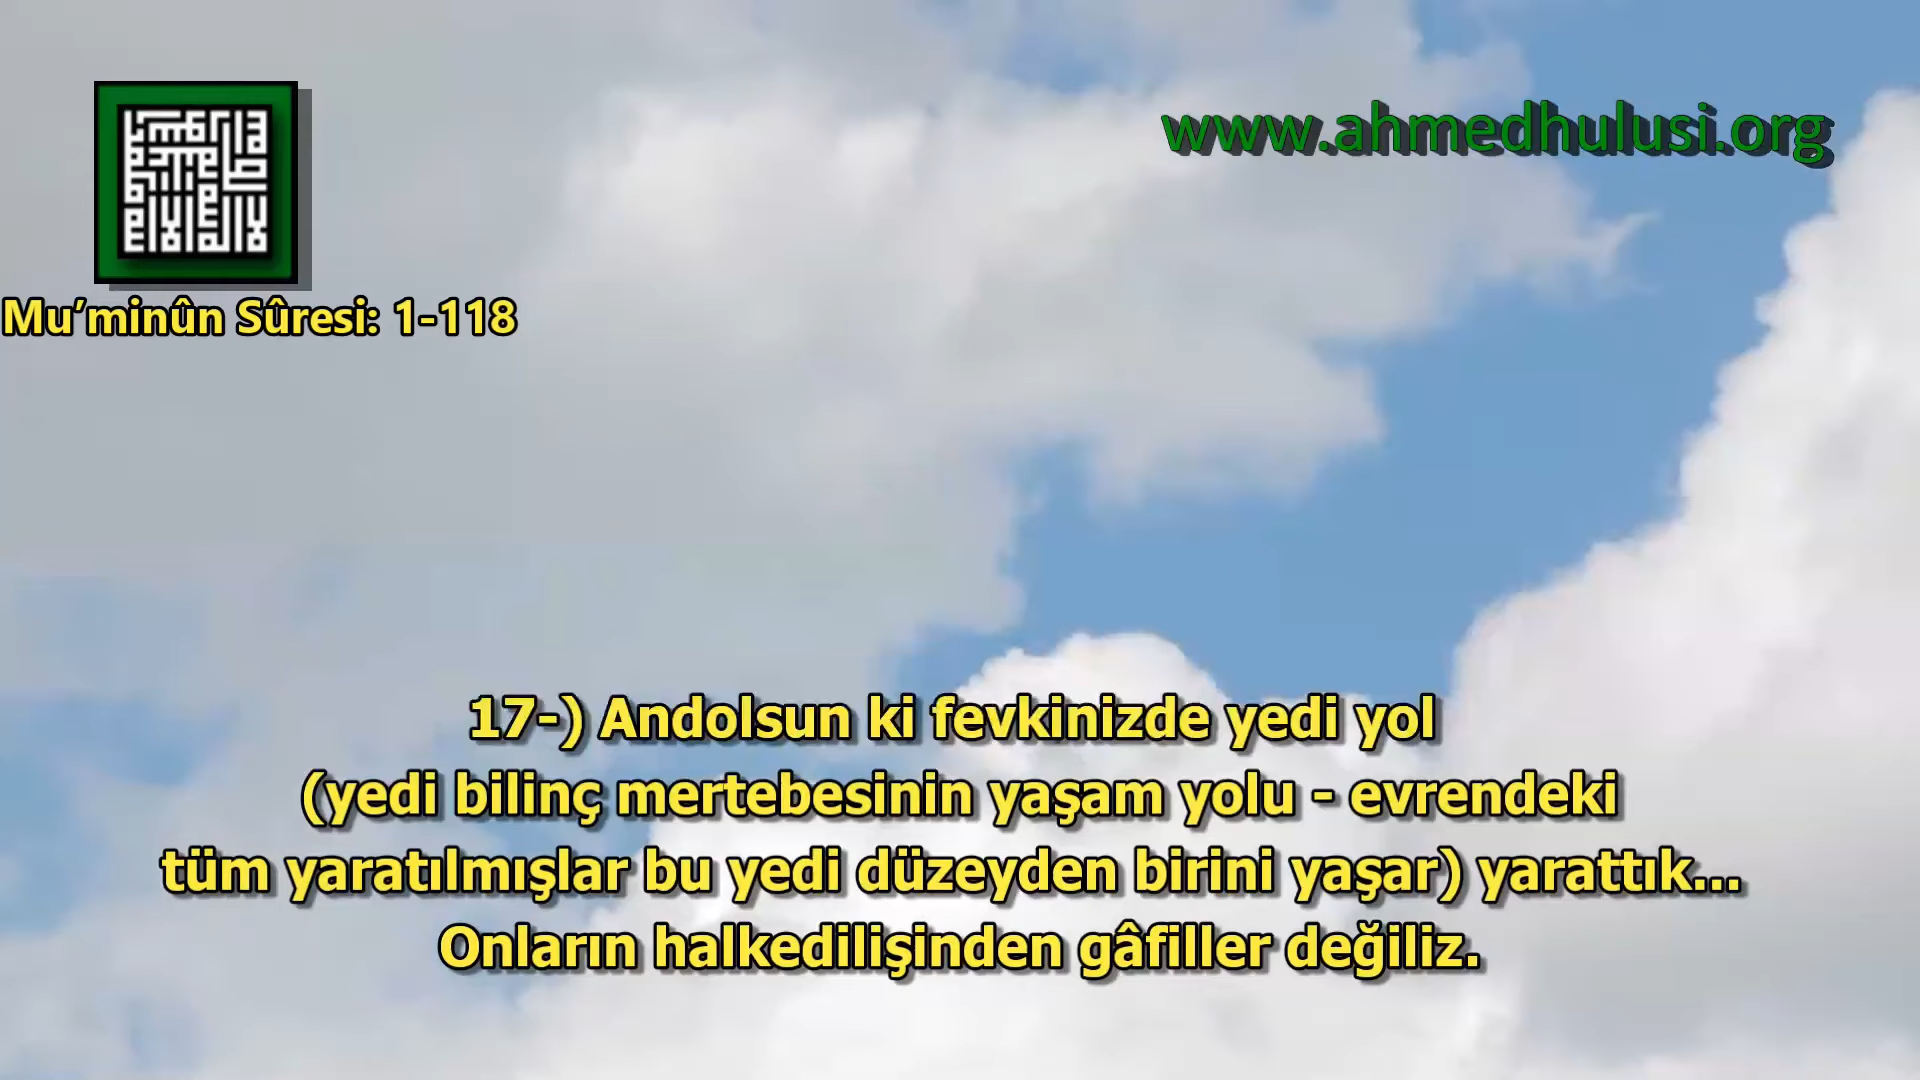 www.ahmedhulusi.org
Mu’minûn Sûresi: 1-118
17-) Andolsun ki fevkinizde yedi yol
(yedi bilinç mertebesinin yaşam yolu - evrendeki
tüm yaratılmışlar bu yedi düzeyden birini yaşar) yarattık...
Onların halkedilişinden gâfiller değiliz.